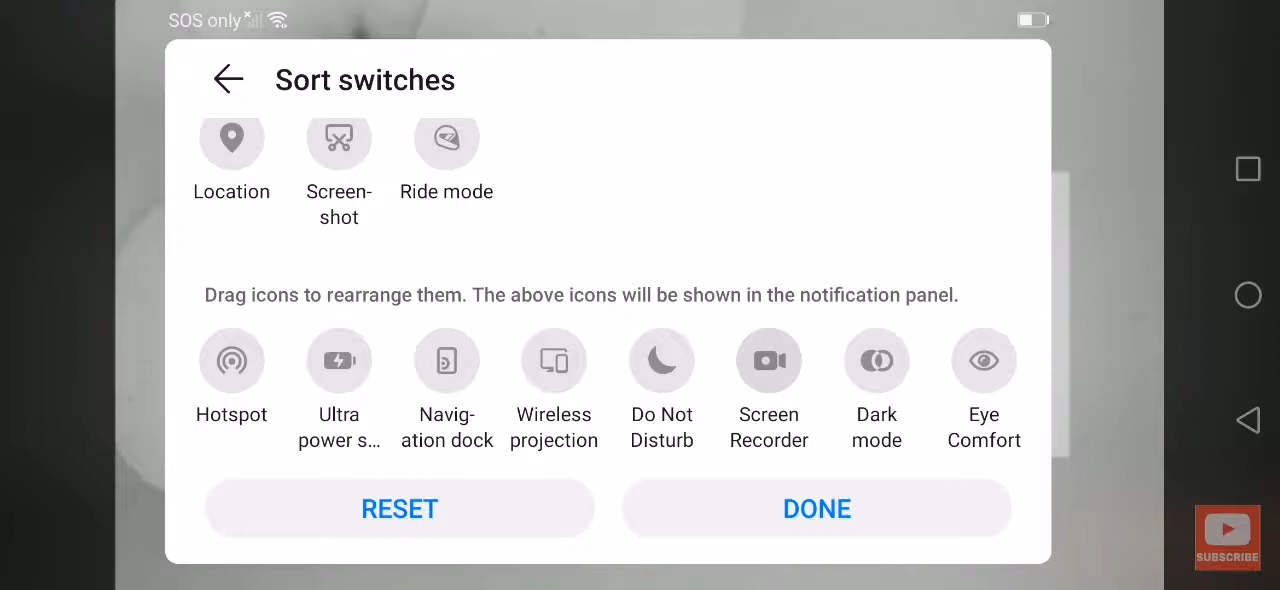 SOS only
Sort switches
Location Screen- Ride mode
shot
Drag icons to rearrange them. The above icons will be shown in the notification panel.
Hotspot Ultra Navig- Wireless Do Not Screen Dark Eye
power s... ation dock projection Disturb Recorder mode Comfort
RESET DONE
SUBSCRIBE